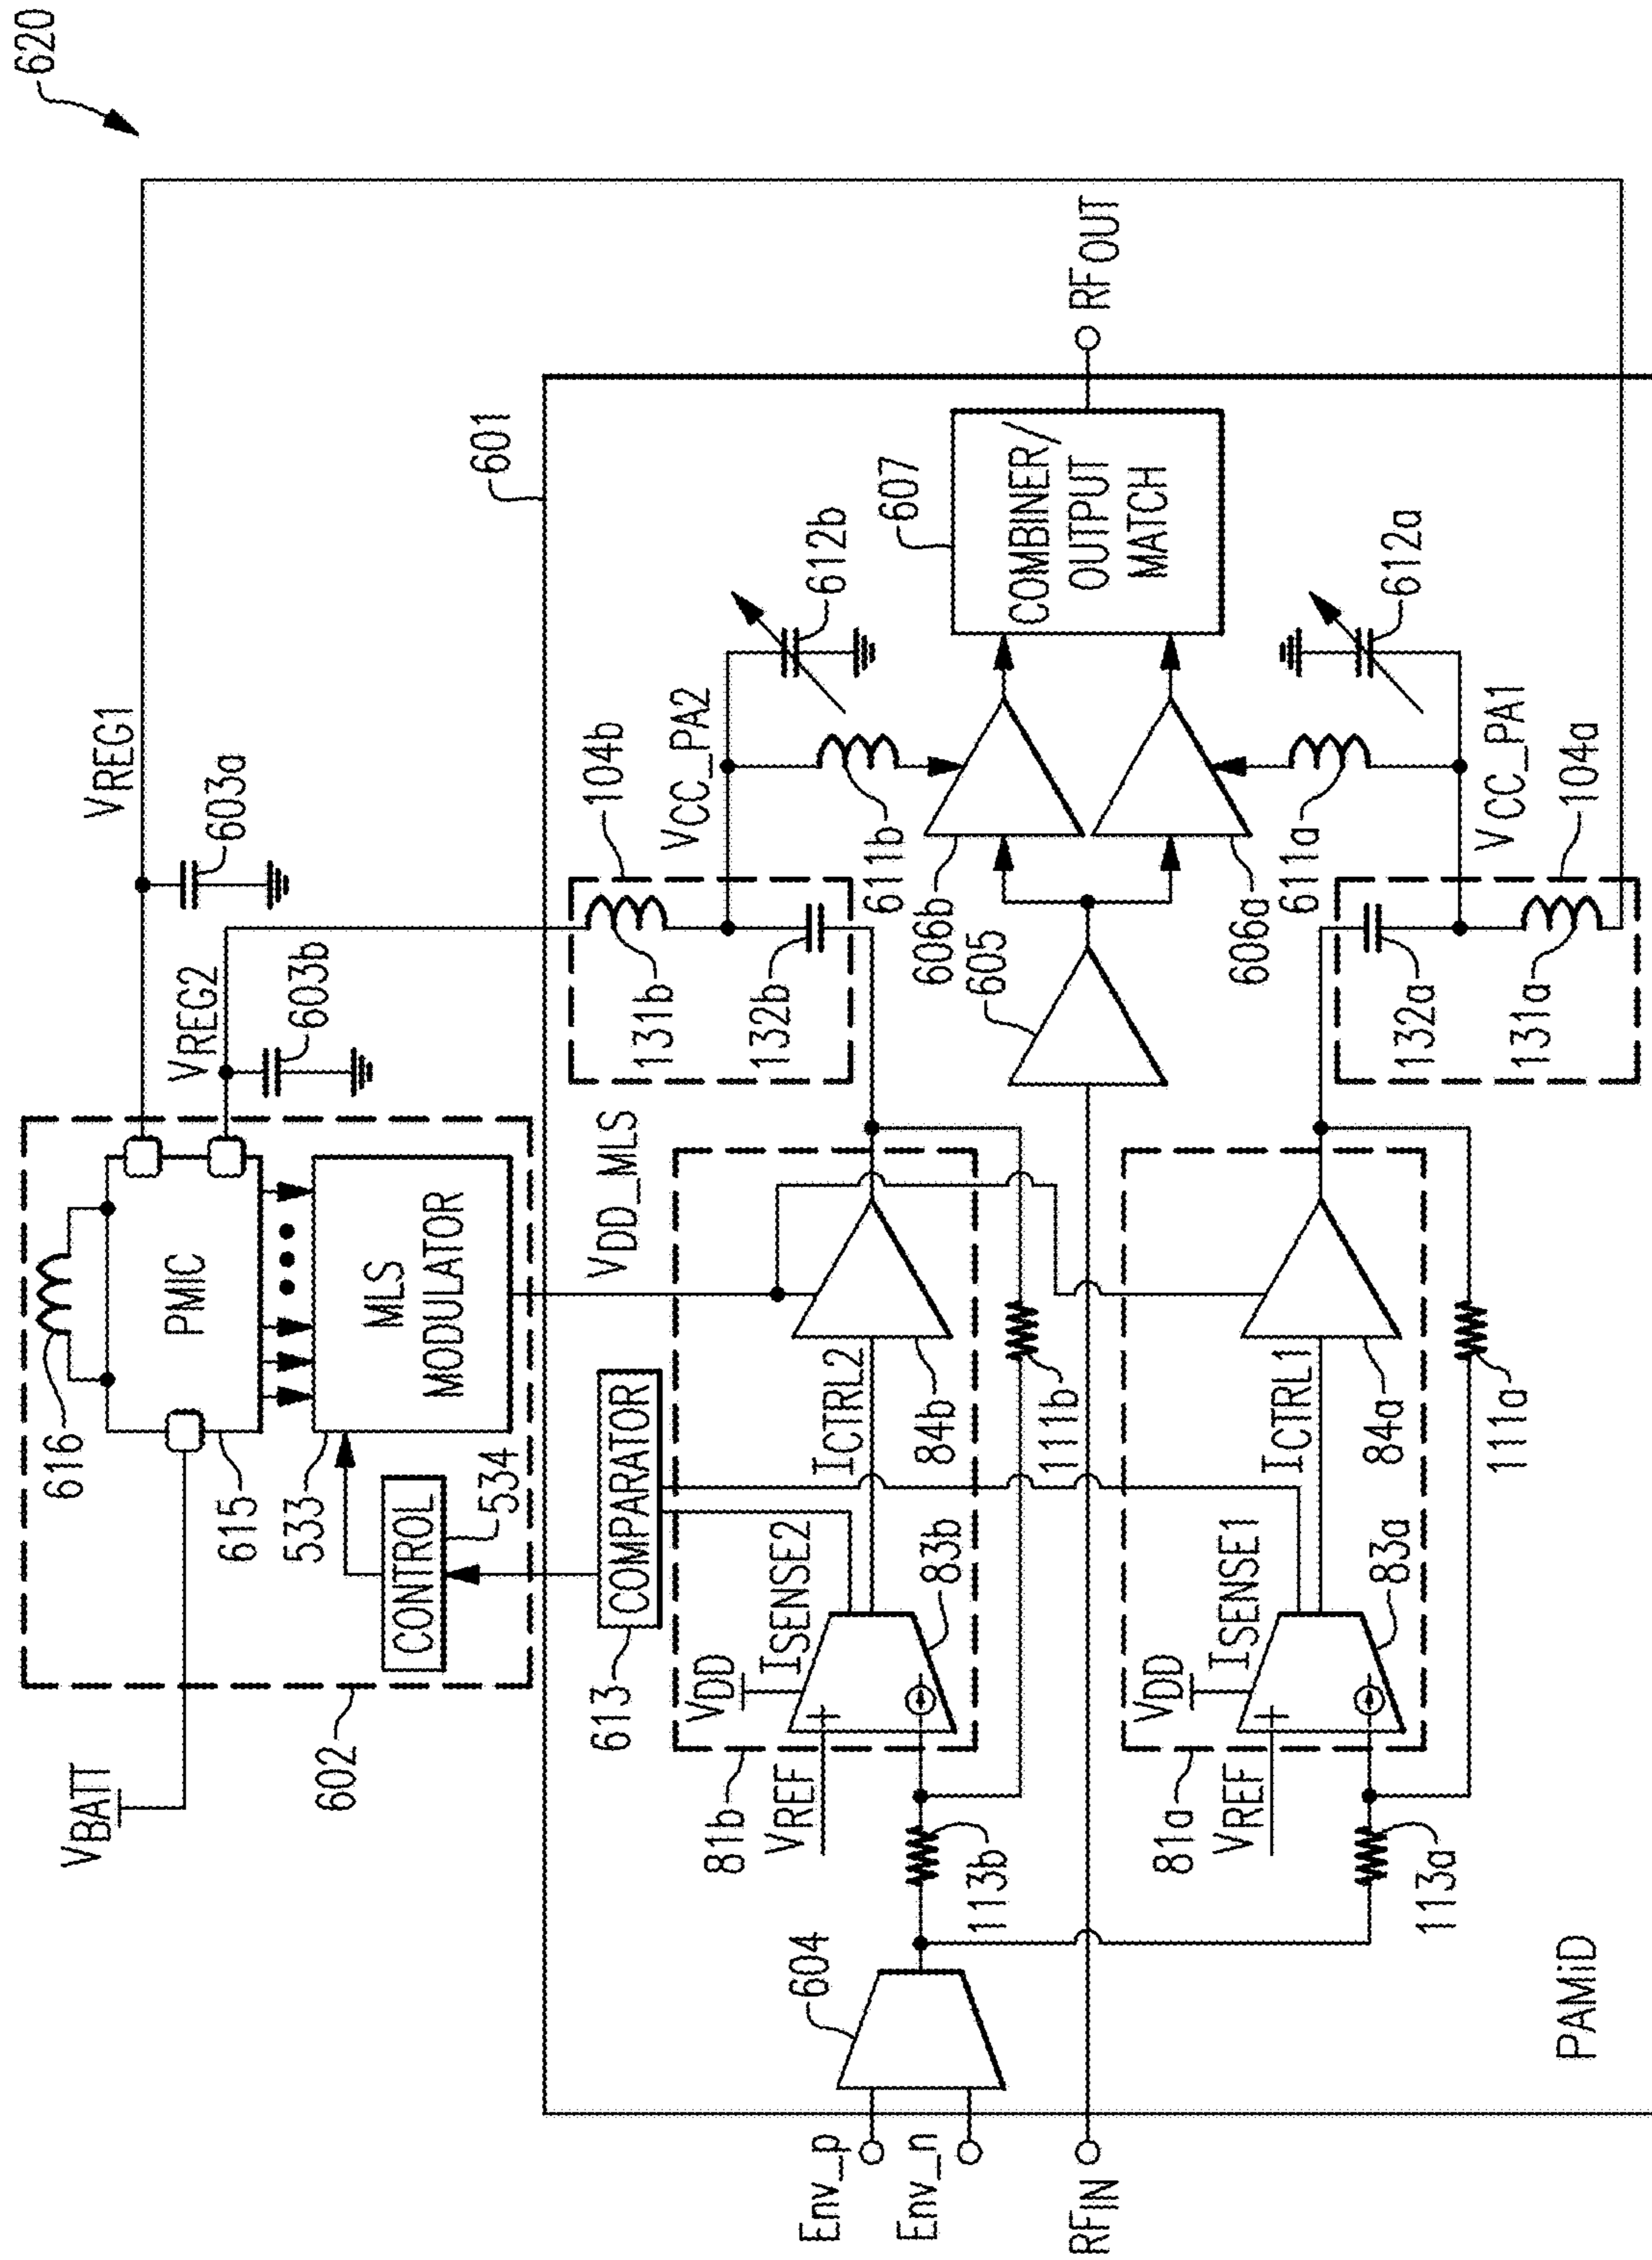 620
VREG1
603a
VREG2
603b
616
PMIC
615
MLS
MODULATOR
533
CONTROL
534
602
VBATT
601
VDD_MLS
COMPARATOR
613
104b
131b
132b
VCC_PA2
612b
611b
606b
605
607
COMBINER/
OUTPUT
MATCH
RFOUT
606a
611a
612a
VCC_PA1
104a
132a
131a
VDD
ISENSE2
ICTRL2
84b
83b
81b
VREF
111b
113b
604
Env_p
Env_n
RFIN
VDD
ISENSE1
ICTRL1
84a
83a
81a
VREF
111a
113a
PAMiD